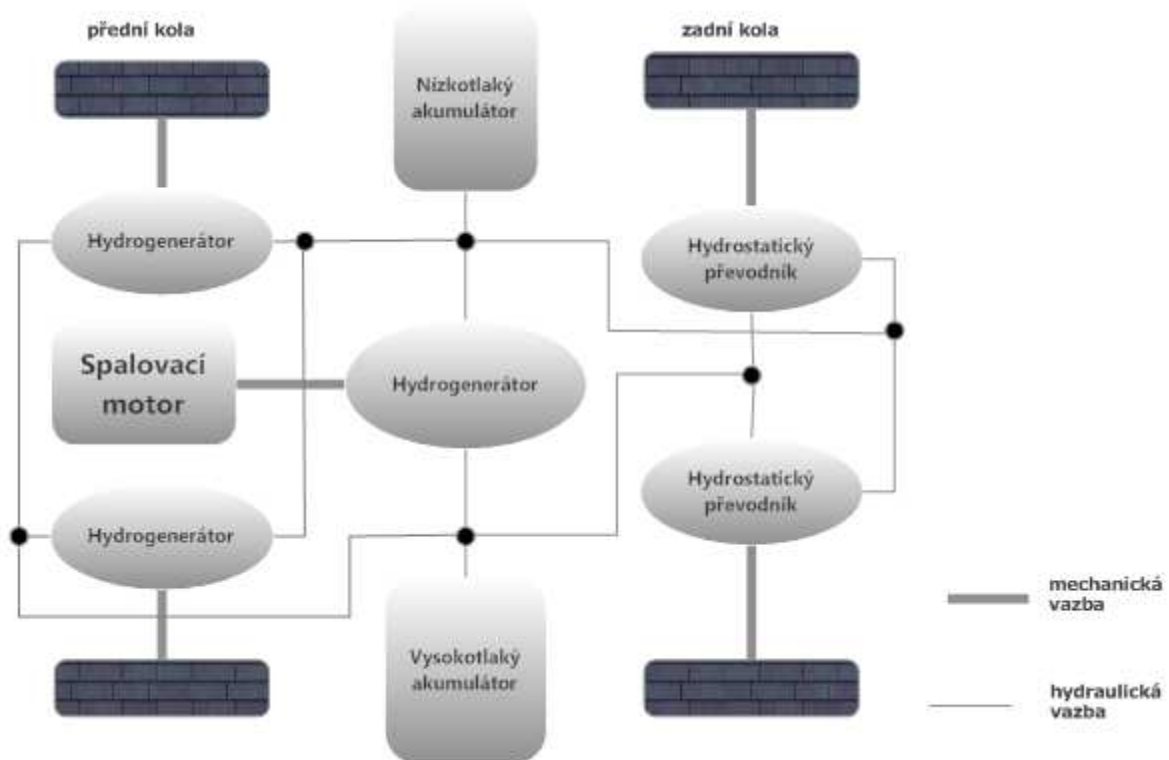 přední kola
zadní kola
Nízkotlaký
akumulátor
Hydrogenerátor
Hydrostatický
převodník
Spalovací
motor
Hydrogenerátor
Hydrostatický
převodník
Hydrogenerátor
Vysokotlaký
akumulátor
mechanická
vazba
hydraulická
vazba